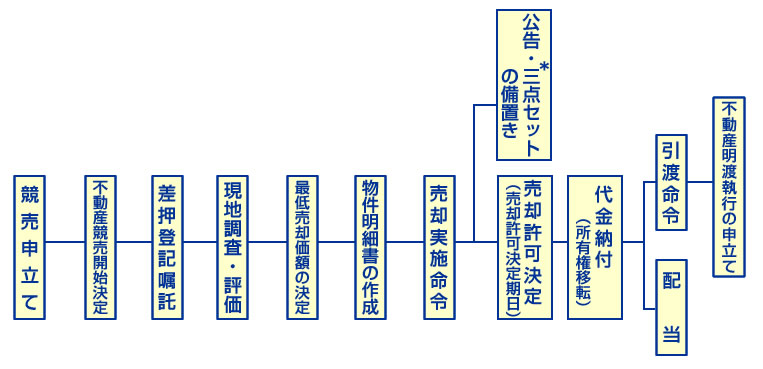 競売申立て
不動産競売開始決定
差押登記嘱託
現地調査・評価
最低売却価額の決定
物件明細書の作成
売却実施命令
公告・三点セット*
の備置き
売却許可決定
（売却許可決定期日）
代金納付
（所有権移転）
引渡命令
不動産明渡執行の申立て
配当